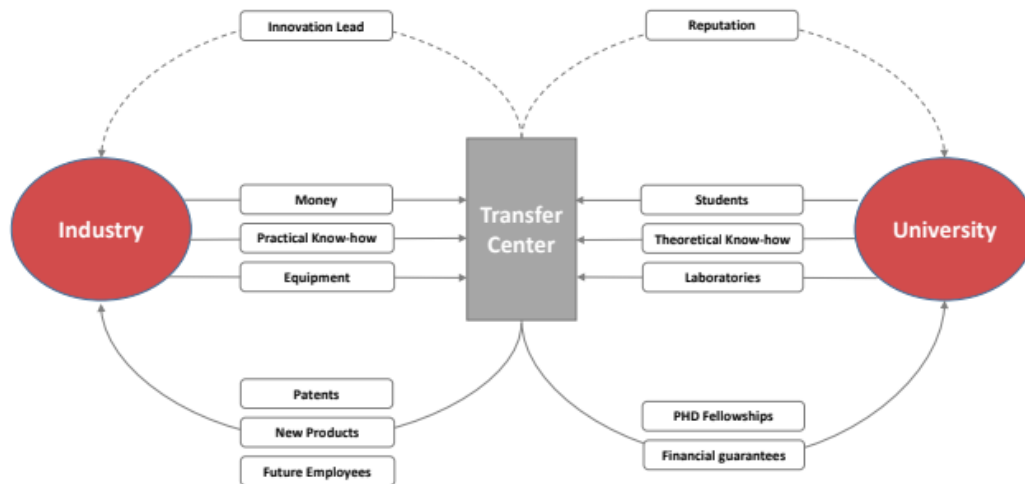 Innovation Lead
Reputation
Industry
Money
Practical Know-how
Equipment
Transfer
Center
Students
Theoretical Know-how
Laboratories
University
Patents
New Products
Future Employees
PHD Fellowships
Financial guarantees